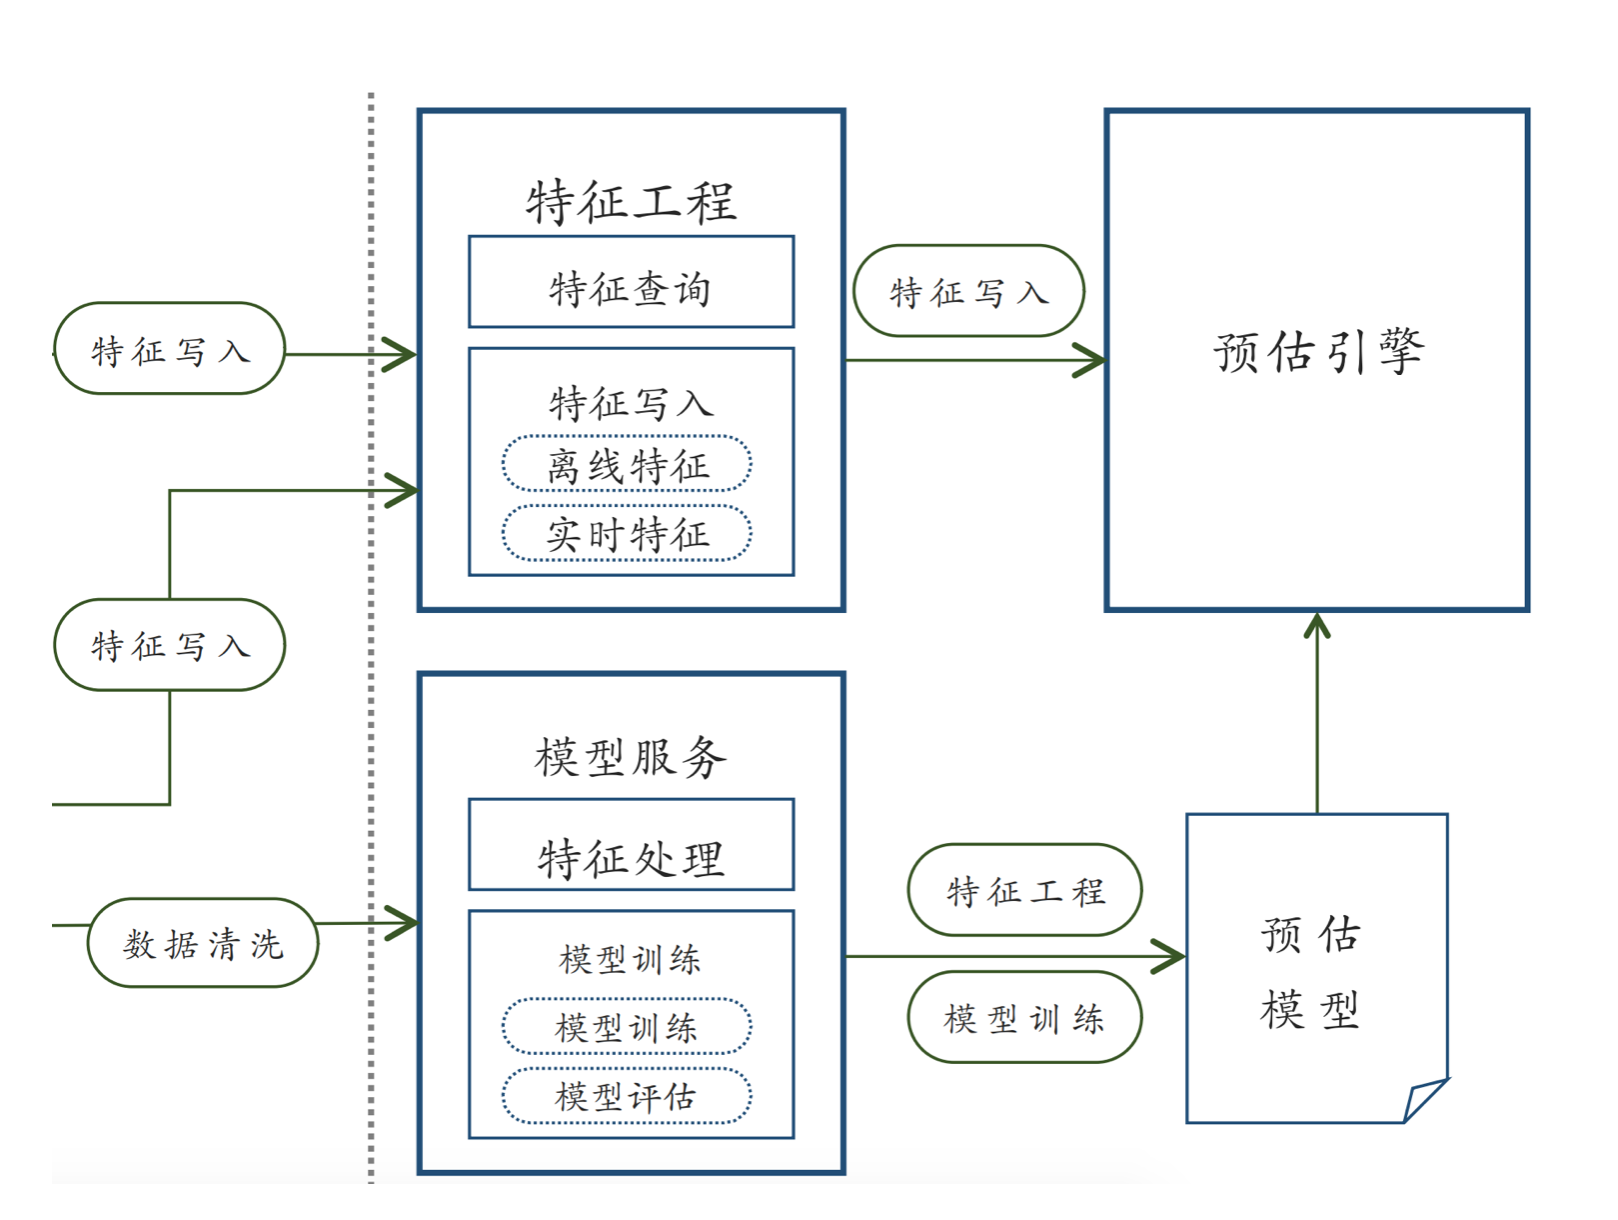 特征工程
特征查询
特征写入
特征写入
预估引擎
特征写入
离线特征
实时特征
特征写入
模型服务
特征处理
特征工程
数据清洗
预估
模型
模型训练
模型训练
模型训练
模型评估